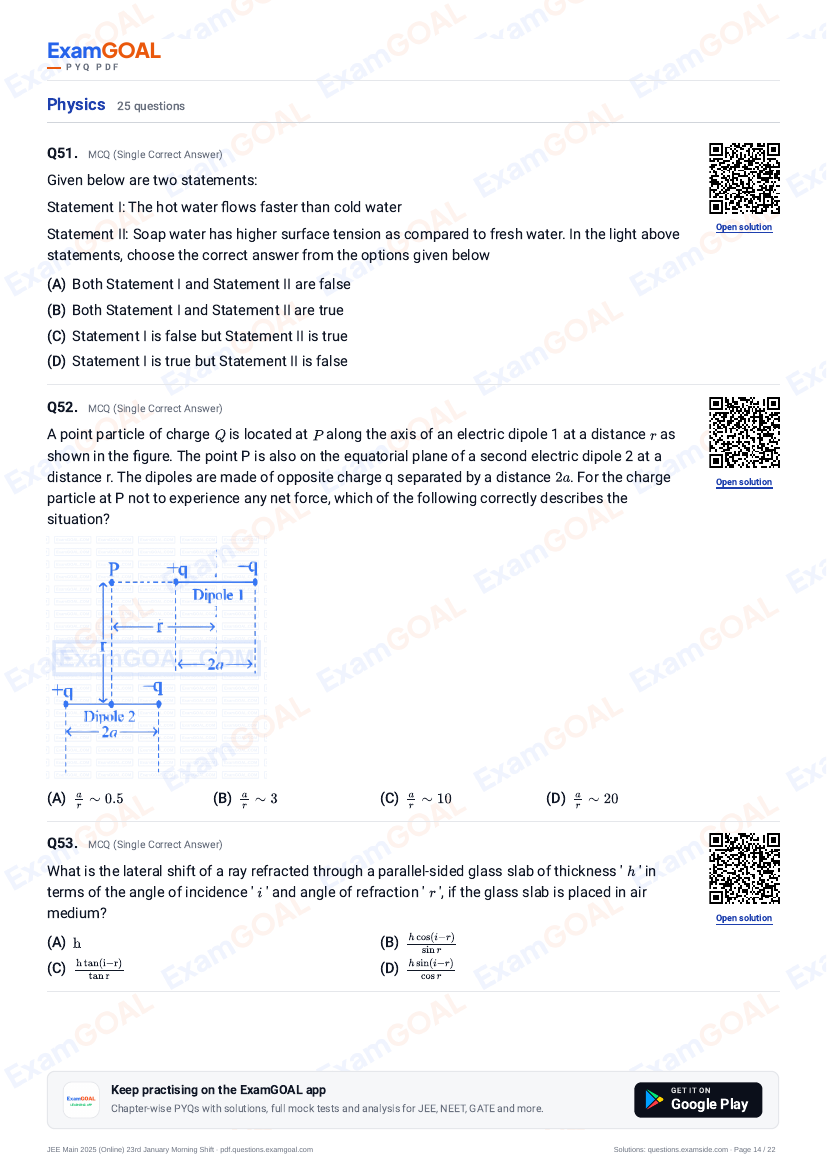 ExamGOAL
PYQ PDF
Physics 25 questions
Q51. MCQ (Single Correct Answer)
Given below are two statements:
Statement I: The hot water flows faster than cold water
Statement II: Soap water has higher surface tension as compared to fresh water. In the light above
statements, choose the correct answer from the options given below
Open solution
(A) Both Statement I and Statement II are false
(B) Both Statement I and Statement II are true
(C) Statement I is false but Statement II is true
(D) Statement I is true but Statement II is false
Q52. MCQ (Single Correct Answer)
A point particle of charge Q is located at P along the axis of an electric dipole 1 at a distance r as
shown in the figure. The point P is also on the equatorial plane of a second electric dipole 2 at a
distance r. The dipoles are made of opposite charge q separated by a distance 2a. For the charge
particle at P not to experience any net force, which of the following correctly describes the
situation?
Open solution
P +q −q
Dipole 1
r
r
ExamGOAL.COM
2a
+q −q
Dipole 2
2a
(A) a/r ∼ 0.5 (B) a/r ∼ 3 (C) a/r ∼ 10 (D) a/r ∼ 20
Q53. MCQ (Single Correct Answer)
What is the lateral shift of a ray refracted through a parallel-sided glass slab of thickness ' h ' in
terms of the angle of incidence ' i ' and angle of refraction ' r ', if the glass slab is placed in air
medium?
Open solution
(A) h (B) h cos(i−r)/sin r
(C) h tan(i−r)/tan r (D) h sin(i−r)/cos r
Keep practising on the ExamGOAL app
Chapter-wise PYQs with solutions, full mock tests and analysis for JEE, NEET, GATE and more.
GET IT ON
Google Play
JEE Main 2025 (Online) 23rd January Morning Shift · pdf.questions.examgoal.com Solutions: questions.examside.com · Page 14 / 22